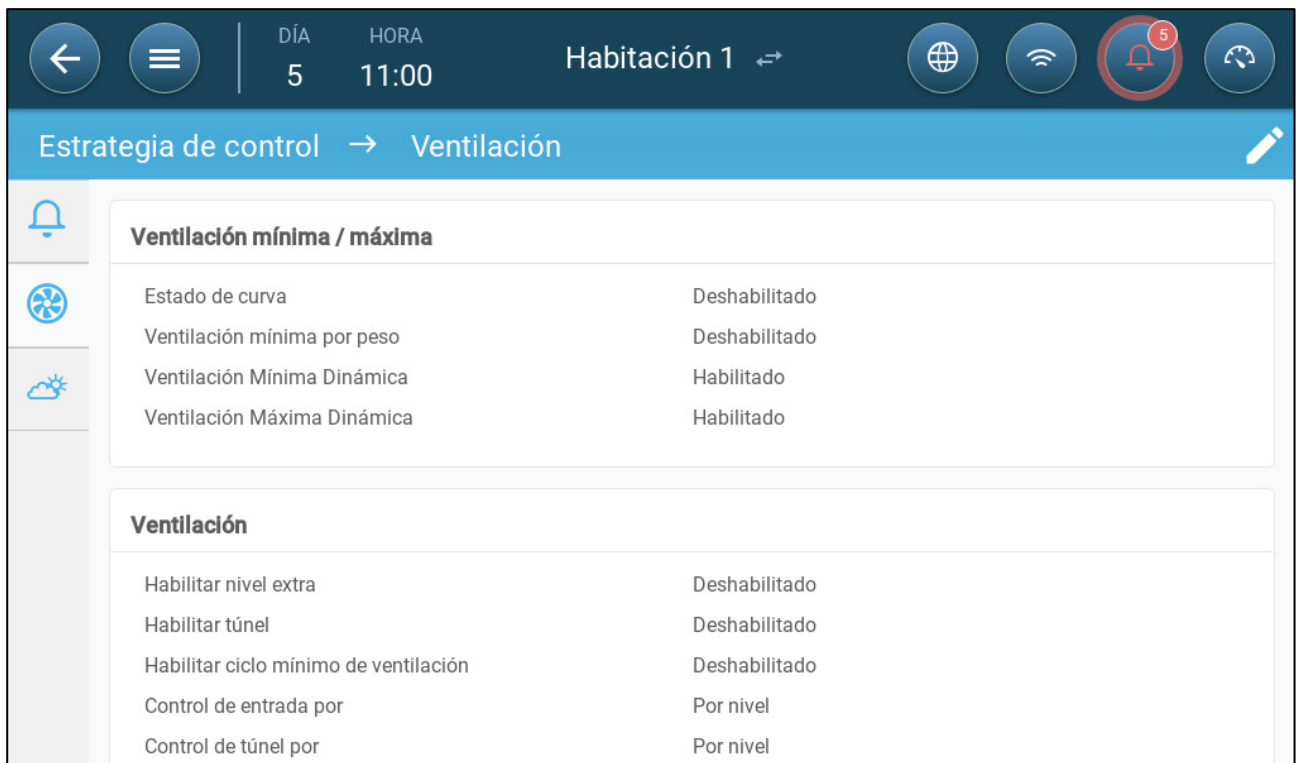 DÍA HORA
5 11:00
Habitación 1
5
Estrategia de control → Ventilación
Ventilación mínima / máxima
Estado de curva Deshabilitado
Ventilación mínima por peso Deshabilitado
Ventilación Mínima Dinámica Habilitado
Ventilación Máxima Dinámica Habilitado
Ventilación
Habilitar nivel extra Deshabilitado
Habilitar túnel Deshabilitado
Habilitar ciclo mínimo de ventilación Deshabilitado
Control de entrada por Por nivel
Control de túnel por Por nivel